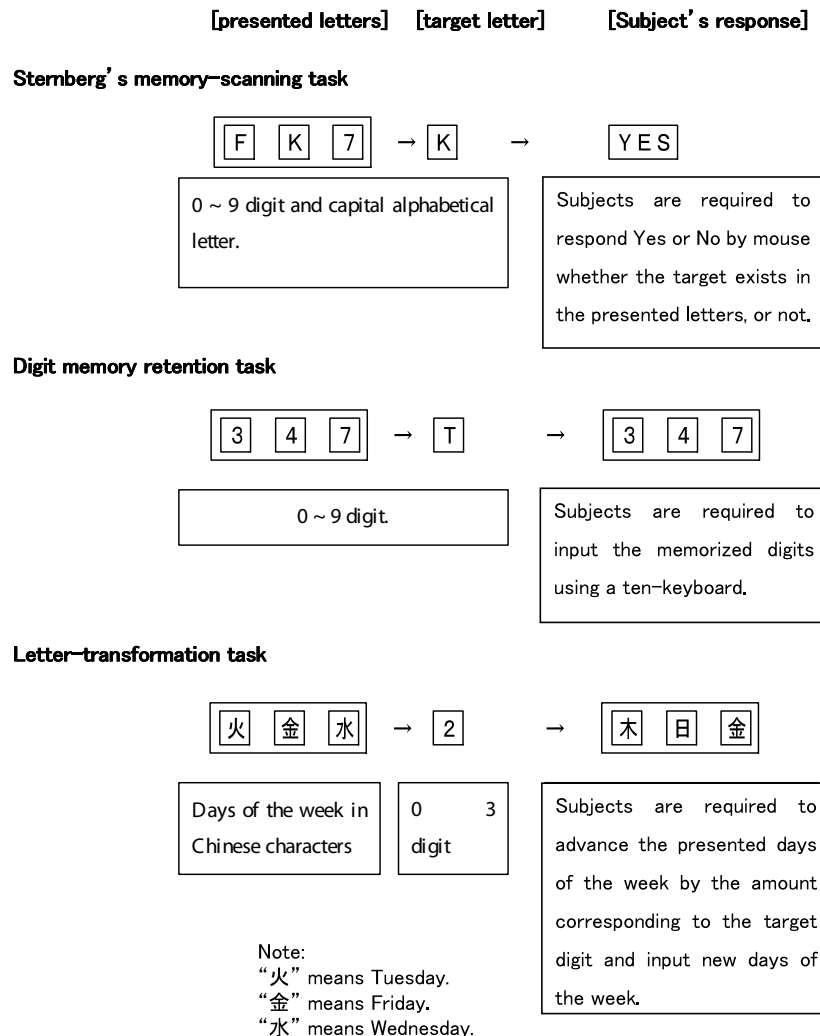 [presented letters] [target letter] [Subject's response]
Sternberg's memory-scanning task
F K 7 → K → YES
0 ~ 9 digit and capital alphabetical
letter.
Subjects are required to
respond Yes or No by mouse
whether the target exists in
the presented letters, or not.
Digit memory retention task
3 4 7 → T → 3 4 7
0 ~ 9 digit.
Subjects are required to
input the memorized digits
using a ten-keyboard.
Letter-transformation task
火 金 水 → 2 → 木 日 金
Days of the week in
Chinese characters
0 3
digit
Subjects are required to
advance the presented days
of the week by the amount
corresponding to the target
digit and input new days of
the week.
Note:
“火” means Tuesday.
“金” means Friday.
“水” means Wednesday.